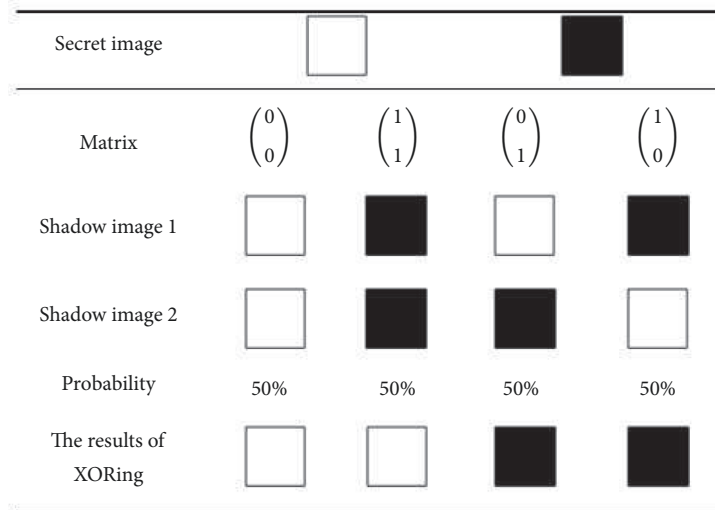 Secret image
Matrix
(0 0) (1 1) (0 1) (1 0)
Shadow image 1
Shadow image 2
Probability 50% 50% 50% 50%
The results of
XORing